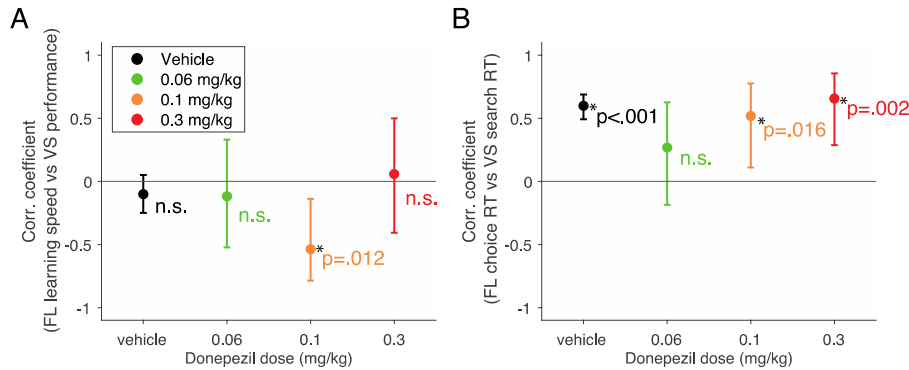 A
Corr. coefficient
(FL learning speed vs VS performance)
1
0.5
0
-0.5
-1
Vehicle
0.06 mg/kg
0.1 mg/kg
0.3 mg/kg
n.s.
n.s.
*p=.012
n.s.
vehicle 0.06 0.1 0.3
Donepezil dose (mg/kg)
B
Corr. coefficient
(FL choice RT vs VS search RT)
1
0.5
0
-0.5
-1
*p<.001
n.s.
*p=.016
*p=.002
vehicle 0.06 0.1 0.3
Donepezil dose (mg/kg)